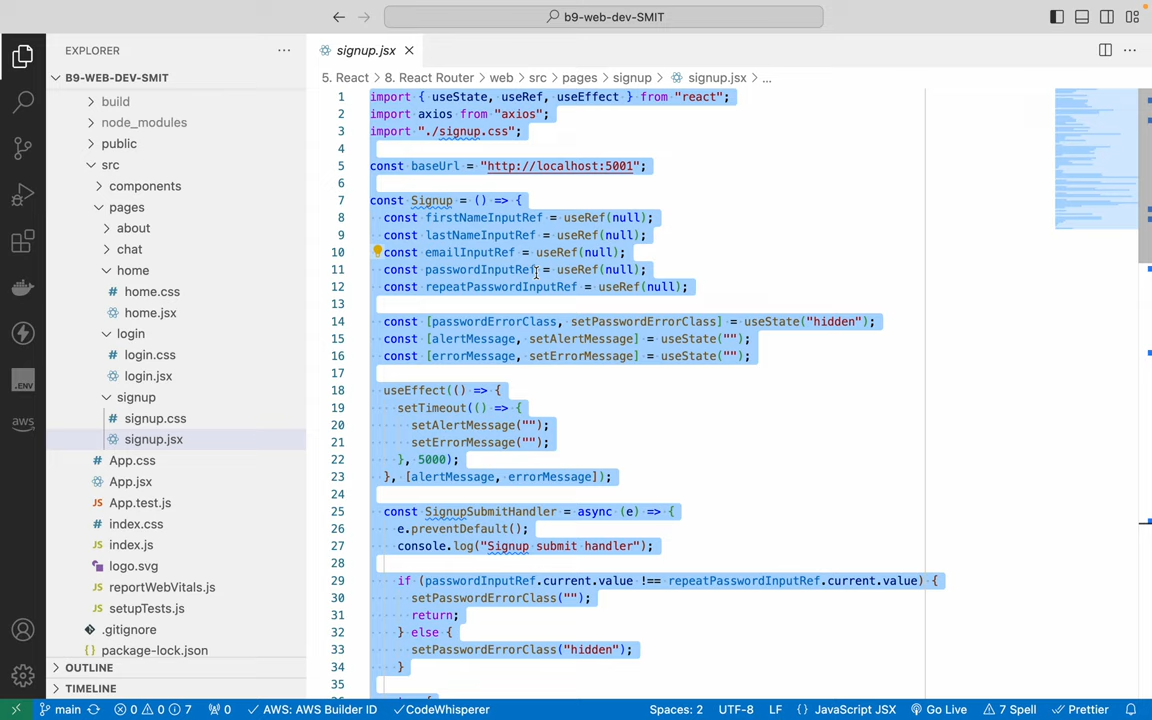 b9-web-dev-SMIT
EXPLORER
signup.jsx
B9-WEB-DEV-SMIT
5. React > 8. React Router > web > src > pages > signup > signup.jsx > ...
build
node_modules
public
src
components
pages
about
chat
home
home.css
home.jsx
login
login.css
login.jsx
signup
signup.css
signup.jsx
App.css
App.jsx
JS App.test.js
index.css
JS index.js
logo.svg
JS reportWebVitals.js
JS setupTests.js
.gitignore
package-lock.json
OUTLINE
TIMELINE
.ENV
aws
1 import { useState, useRef, useEffect } from "react";
2 import axios from "axios";
3 import "./signup.css";
4
5 const baseUrl = "http://localhost:5001";
6
7 const Signup = () => {
8 const firstNameInputRef = useRef(null);
9 const lastNameInputRef = useRef(null);
10 const emailInputRef = useRef(null);
11 const passwordInputRef = useRef(null);
12 const repeatPasswordInputRef = useRef(null);
13
14 const [passwordErrorClass, setPasswordErrorClass] = useState("hidden");
15 const [alertMessage, setAlertMessage] = useState("");
16 const [errorMessage, setErrorMessage] = useState("");
17
18 useEffect(() => {
19 setTimeout(() => {
20 setAlertMessage("");
21 setErrorMessage("");
22 }, 5000);
23 }, [alertMessage, errorMessage]);
24
25 const SignupSubmitHandler = async (e) => {
26 e.preventDefault();
27 console.log("Signup submit handler");
28
29 if (passwordInputRef.current.value !== repeatPasswordInputRef.current.value) {
30 setPasswordErrorClass("");
31 return;
32 } else {
33 setPasswordErrorClass("hidden");
34 }
35
main 0 0 7 0 AWS: AWS Builder ID CodeWhisperer Spaces: 2 UTF-8 LF {} JavaScript JSX Go Live 7 Spell Prettier